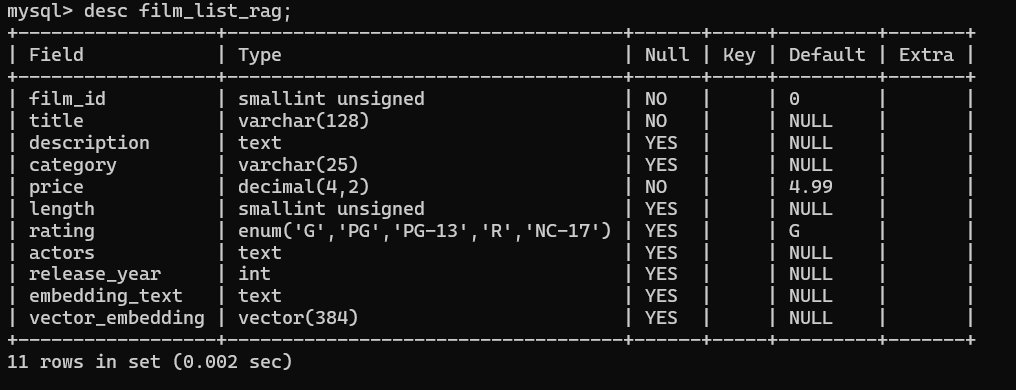 mysql> desc film_list_rag;
+------------------+------------------------------------+------+-----+---------+-------+
| Field            | Type                               | Null | Key | Default | Extra |
+------------------+------------------------------------+------+-----+---------+-------+
| film_id          | smallint unsigned                  | NO   |     | 0       |       |
| title            | varchar(128)                       | NO   |     | NULL    |       |
| description      | text                               | YES  |     | NULL    |       |
| category         | varchar(25)                        | YES  |     | NULL    |       |
| price            | decimal(4,2)                       | NO   |     | 4.99    |       |
| length           | smallint unsigned                  | YES  |     | NULL    |       |
| rating           | enum('G','PG','PG-13','R','NC-17') | YES  |     | G       |       |
| actors           | text                               | YES  |     | NULL    |       |
| release_year     | int                                | YES  |     | NULL    |       |
| embedding_text   | text                               | YES  |     | NULL    |       |
| vector_embedding | vector(384)                        | YES  |     | NULL    |       |
+------------------+------------------------------------+------+-----+---------+-------+
11 rows in set (0.002 sec)